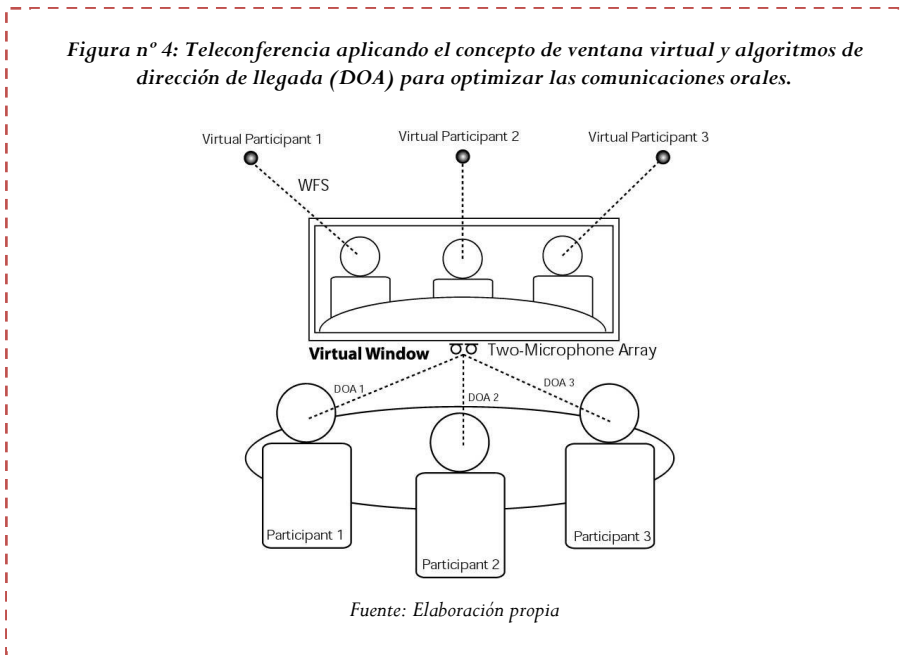 Figura nº 4: Teleconferencia aplicando el concepto de ventana virtual y algoritmos de
dirección de llegada (DOA) para optimizar las comunicaciones orales.
Virtual Participant 1
Virtual Participant 2
Virtual Participant 3
WFS
Virtual Window
Two-Microphone Array
DOA 1
DOA 2
DOA 3
Participant 1
Participant 2
Participant 3
Fuente: Elaboración propia